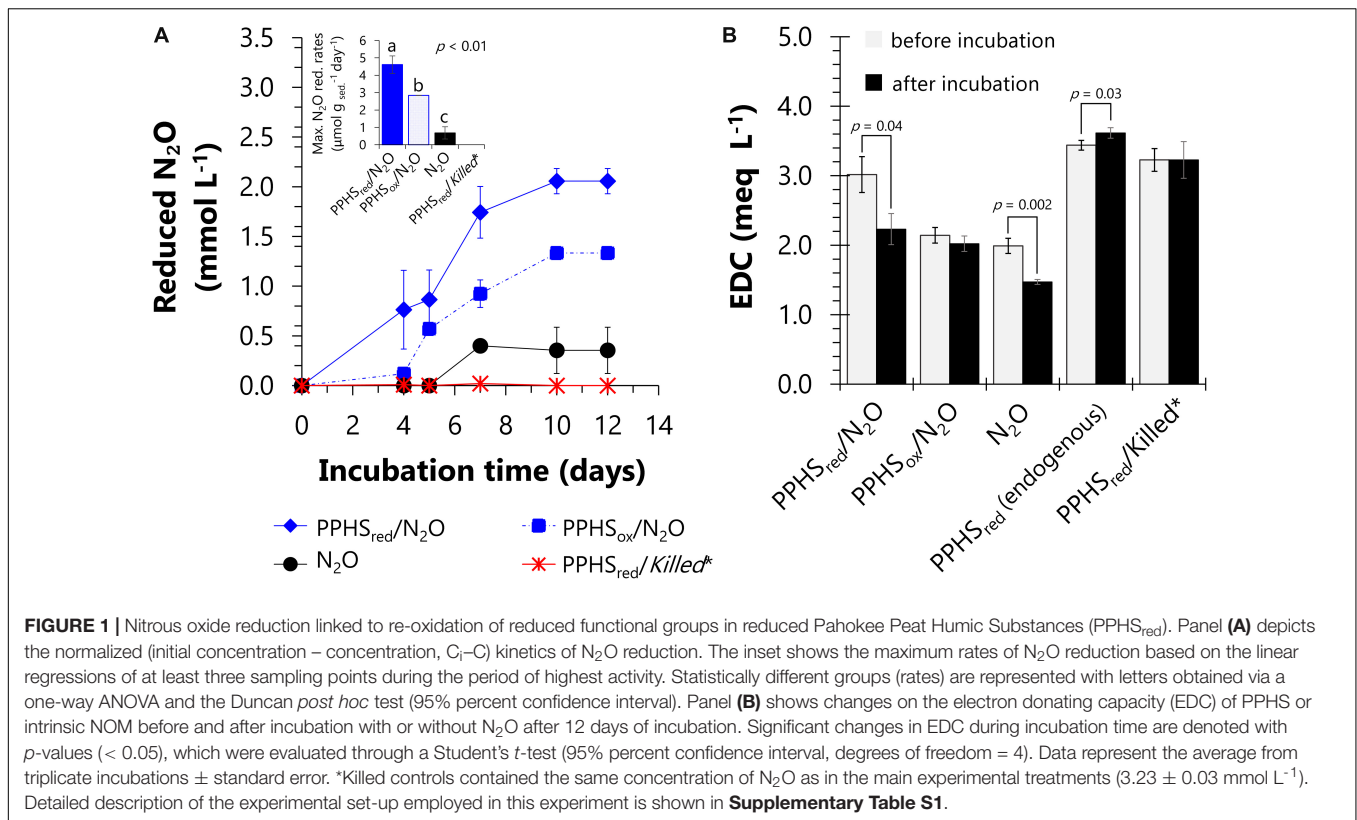 A
Reduced N₂O
(mmol L⁻¹)
3.5
3.0
2.5
2.0
1.5
1.0
0.5
0.0
0 2 4 6 8 10 12 14
Incubation time (days)
Max. N₂O red. rates
(µmol g sed.⁻¹ day⁻¹)
6
5
4
3
2
1
0
a
b
c
p < 0.01
PPHSred/N₂O
PPHSox/N₂O
N₂O
PPHSred/Killed*
PPHSred/N₂O
PPHSox/N₂O
N₂O
PPHSred/Killed*
B
EDC (meq L⁻¹)
5.0
4.0
3.0
2.0
1.0
0.0
before incubation
after incubation
p = 0.04
p = 0.002
p = 0.03
PPHSred/N₂O
PPHSox/N₂O
N₂O
PPHSred (endogenous)
PPHSred/Killed*
FIGURE 1 | Nitrous oxide reduction linked to re-oxidation of reduced functional groups in reduced Pahokee Peat Humic Substances (PPHSred). Panel (A) depicts
the normalized (initial concentration – concentration, Ci–C) kinetics of N₂O reduction. The inset shows the maximum rates of N₂O reduction based on the linear
regressions of at least three sampling points during the period of highest activity. Statistically different groups (rates) are represented with letters obtained via a
one-way ANOVA and the Duncan post hoc test (95% percent confidence interval). Panel (B) shows changes on the electron donating capacity (EDC) of PPHS or
intrinsic NOM before and after incubation with or without N₂O after 12 days of incubation. Significant changes in EDC during incubation time are denoted with
p-values (< 0.05), which were evaluated through a Student's t-test (95% percent confidence interval, degrees of freedom = 4). Data represent the average from
triplicate incubations ± standard error. *Killed controls contained the same concentration of N₂O as in the main experimental treatments (3.23 ± 0.03 mmol L⁻¹).
Detailed description of the experimental set-up employed in this experiment is shown in Supplementary Table S1.